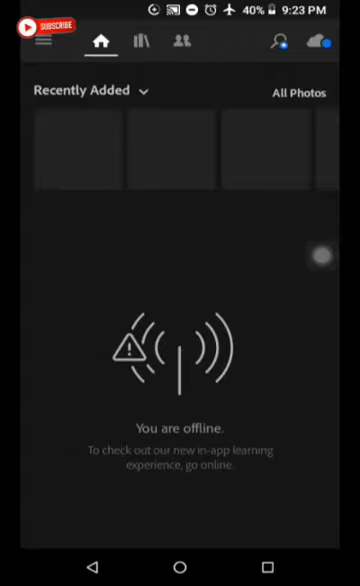 40% 9:23 PM
SUBSCRIBE
Recently Added
All Photos
You are offline.
To check out our new in-app learning
experience, go online.